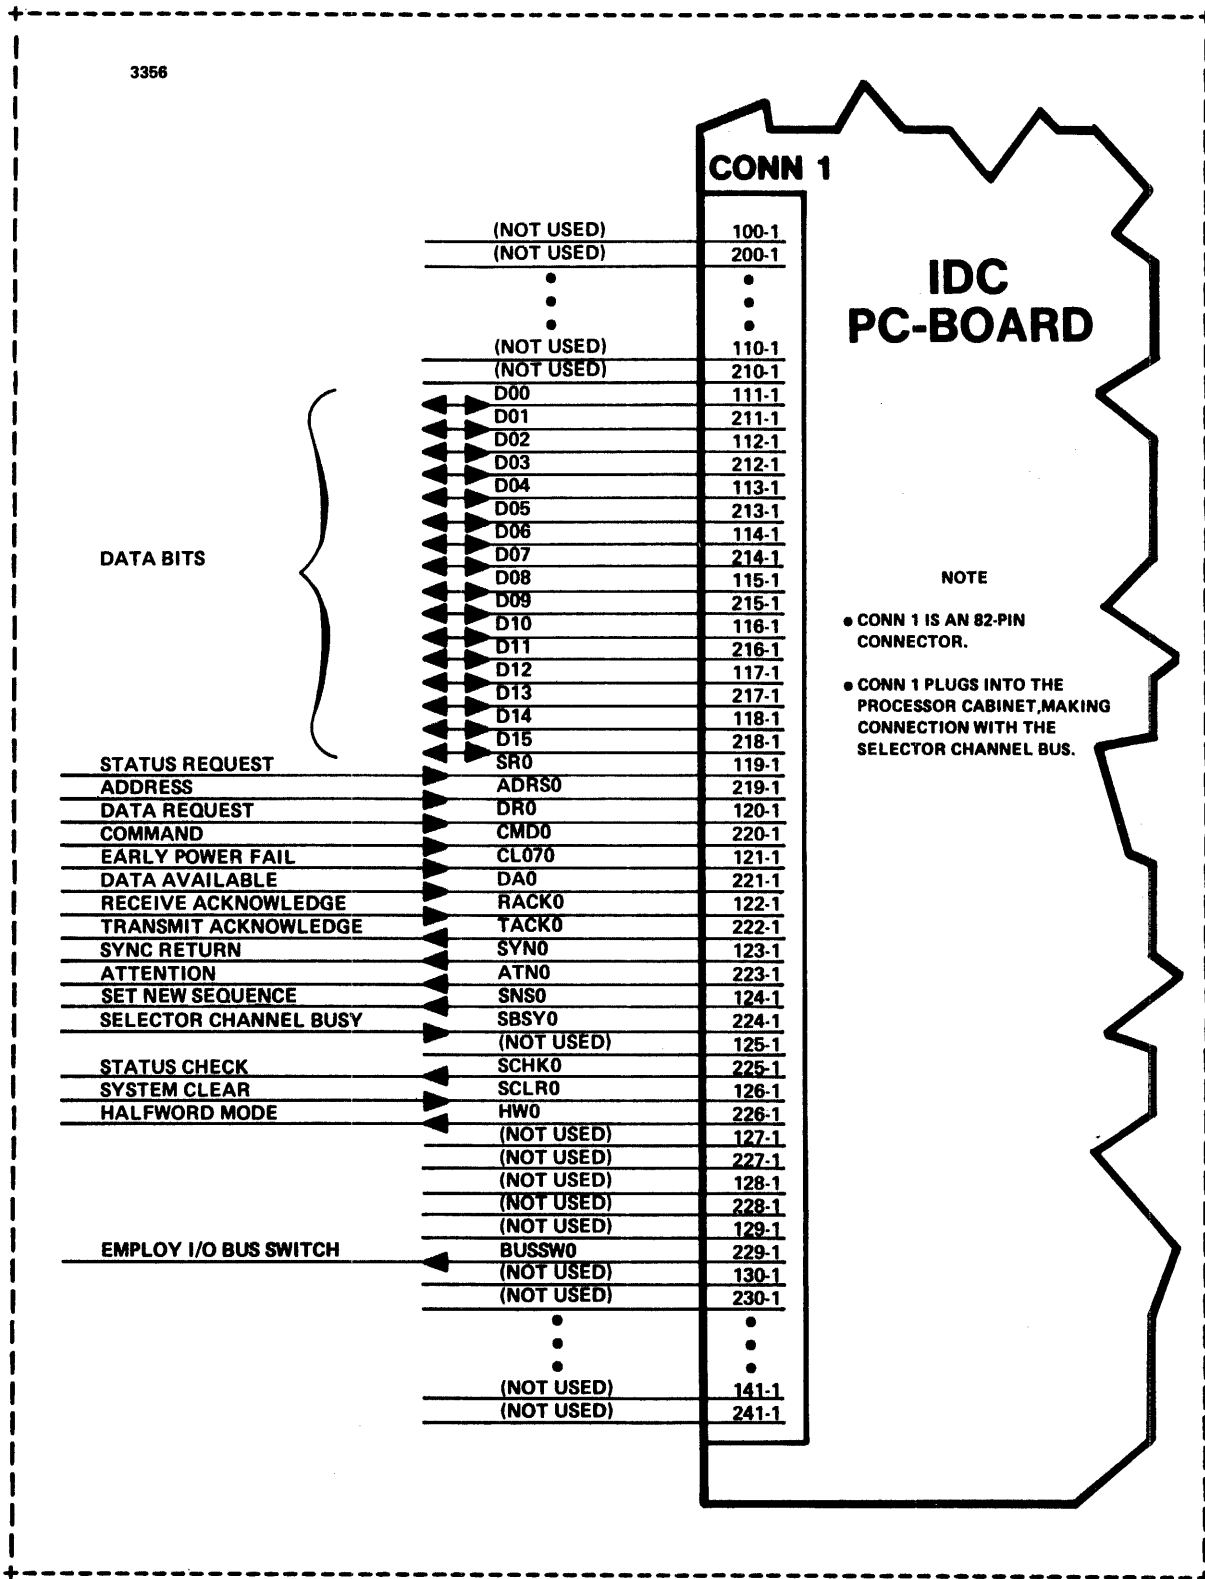 3356
CONN 1
(NOT USED) 100-1
(NOT USED) 200-1
IDC
PC-BOARD
(NOT USED) 110-1
(NOT USED) 210-1
D00 111-1
D01 211-1
D02 112-1
D03 212-1
D04 113-1
D05 213-1
D06 114-1
DATA BITS D07 214-1
D08 115-1
D09 215-1
D10 116-1
D11 216-1
D12 117-1
D13 217-1
D14 118-1
D15 218-1
NOTE
• CONN 1 IS AN 82-PIN
CONNECTOR.
• CONN 1 PLUGS INTO THE
PROCESSOR CABINET,MAKING
CONNECTION WITH THE
SELECTOR CHANNEL BUS.
STATUS REQUEST SR0 119-1
ADDRESS ADRS0 219-1
DATA REQUEST DR0 120-1
COMMAND CMD0 220-1
EARLY POWER FAIL CL070 121-1
DATA AVAILABLE DA0 221-1
RECEIVE ACKNOWLEDGE RACK0 122-1
TRANSMIT ACKNOWLEDGE TACK0 222-1
SYNC RETURN SYN0 123-1
ATTENTION ATN0 223-1
SET NEW SEQUENCE SNS0 124-1
SELECTOR CHANNEL BUSY SBSY0 224-1
(NOT USED) 125-1
STATUS CHECK SCHK0 225-1
SYSTEM CLEAR SCLR0 126-1
HALFWORD MODE HW0 226-1
(NOT USED) 127-1
(NOT USED) 227-1
(NOT USED) 128-1
(NOT USED) 228-1
(NOT USED) 129-1
EMPLOY I/O BUS SWITCH BUSSW0 229-1
(NOT USED) 130-1
(NOT USED) 230-1
(NOT USED) 141-1
(NOT USED) 241-1